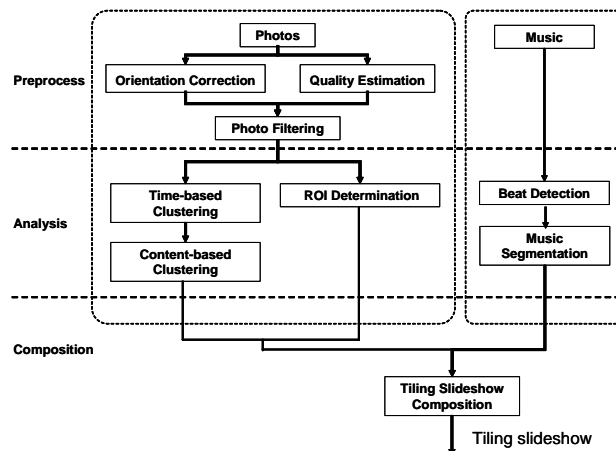 Photos
Music
Preprocess
Orientation Correction
Quality Estimation
Photo Filtering
Time-based
Clustering
ROI Determination
Beat Detection
Analysis
Content-based
Clustering
Music
Segmentation
Composition
Tiling Slideshow
Composition
Tiling slideshow